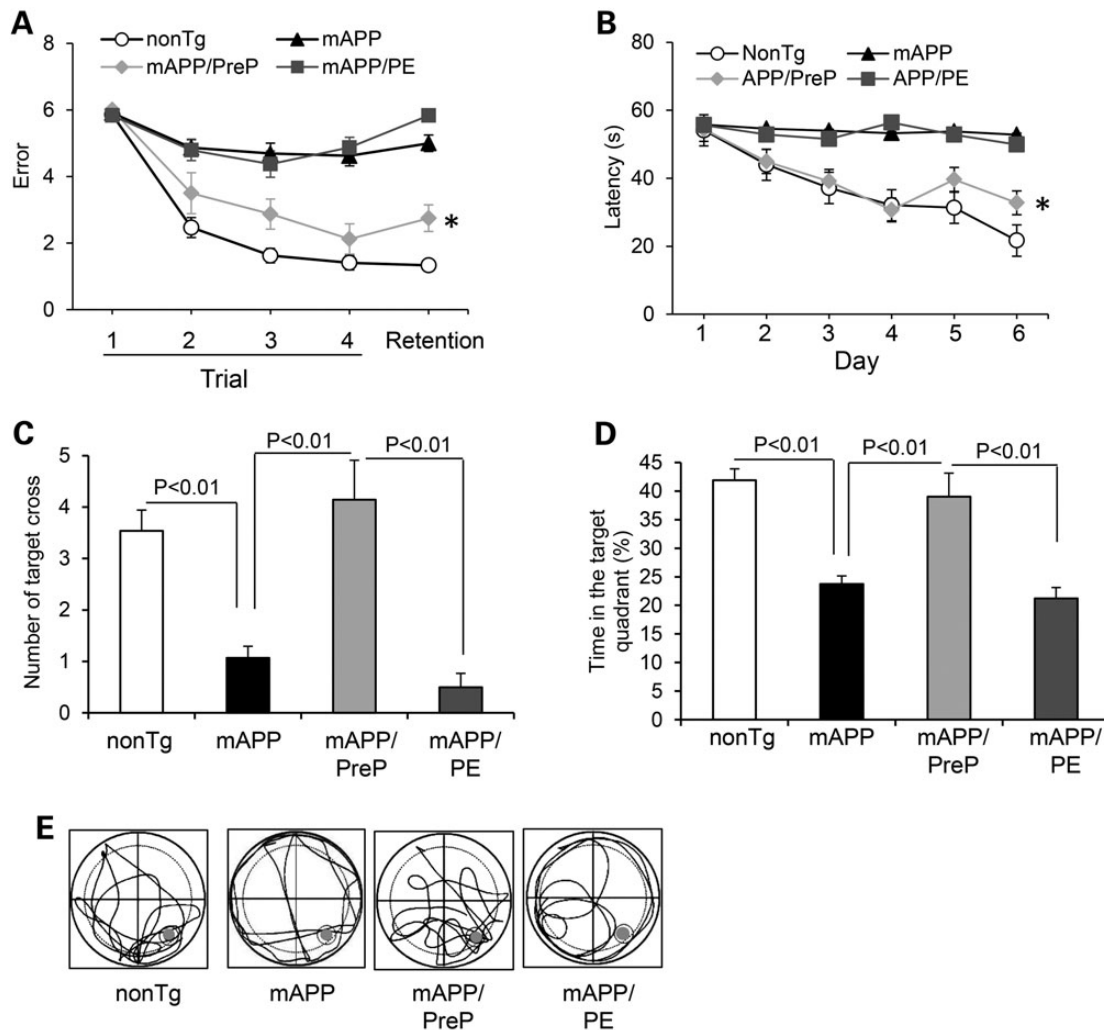 A
nonTg
mAPP
mAPP/PreP
mAPP/PE
8
6
4
2
0
Error
*
1
2
3
4
Retention
Trial
B
NonTg
mAPP
APP/PreP
APP/PE
80
60
40
20
0
Latency (s)
*
1
2
3
4
5
6
Day
C
P<0.01
P<0.01
P<0.01
5
4
3
2
1
0
Number of target cross
nonTg
mAPP
mAPP/
PreP
mAPP/
PE
D
P<0.01
P<0.01
P<0.01
45
40
35
30
25
20
15
10
5
0
Time in the target
quadrant (%)
nonTg
mAPP
mAPP/
PreP
mAPP/
PE
E
nonTg
mAPP
mAPP/
PreP
mAPP/
PE